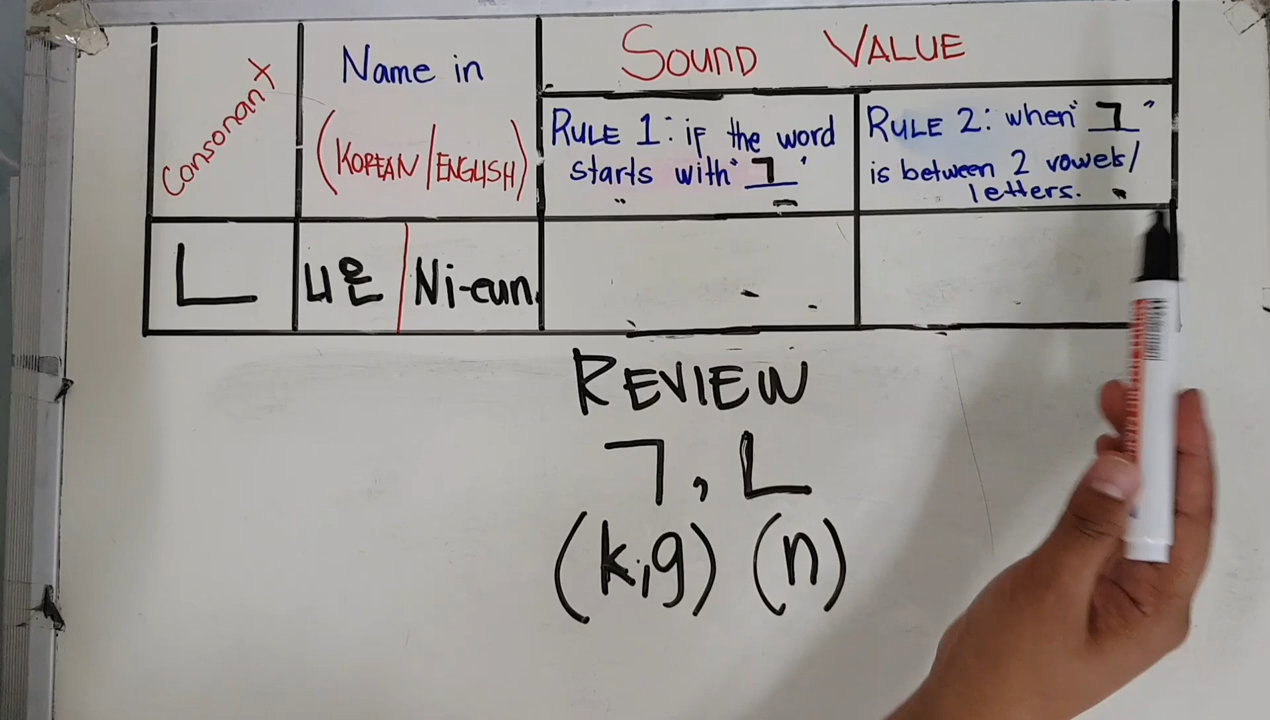 Consonant
Name in
(KOREAN/ENGLISH)
SOUND VALUE
RULE 1: if the word
starts with "ㄱ"
RULE 2: when "ㄱ"
is between 2 vowels/
letters.
ㄴ
니은
Ni-eun.
REVIEW
ㄱ, ㄴ
(k,g) (n)